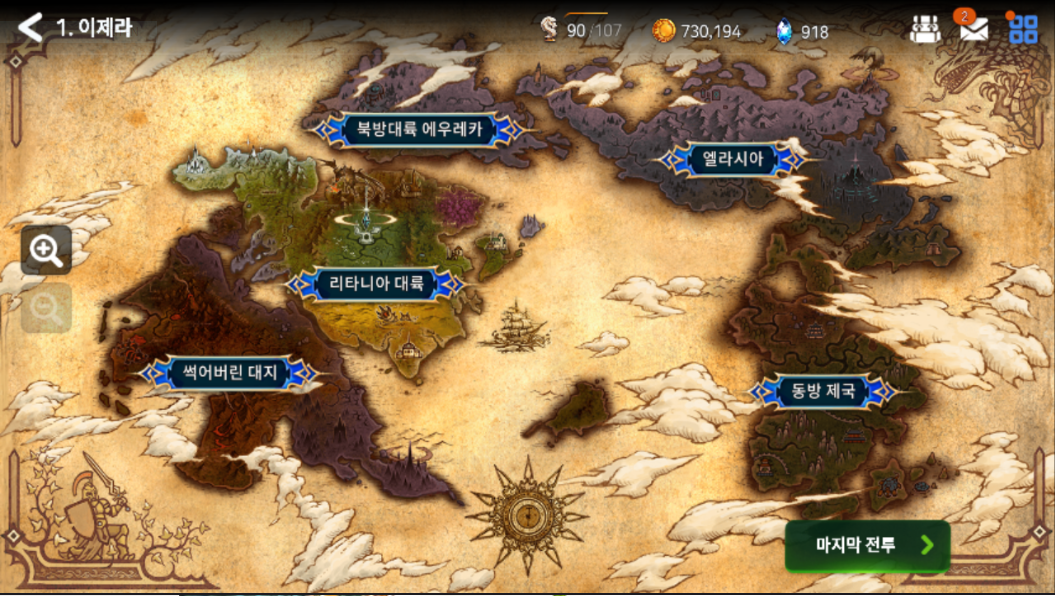 1. 이제라
90/107
730,194
918
2
북방대륙 에우레카
엘라시아
리타니아 대륙
썩어버린 대지
동방 제국
마지막 전투